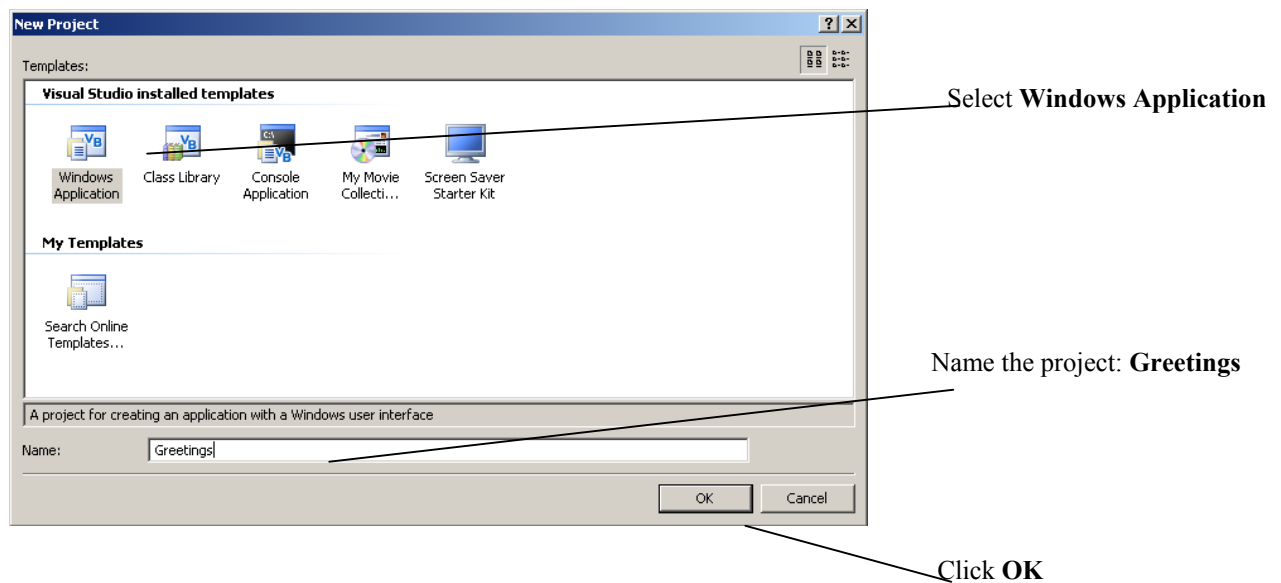 New Project
Templates:
Visual Studio installed templates
Select Windows Application
Windows Application
Class Library
Console Application
My Movie Collecti...
Screen Saver Starter Kit
My Templates
Search Online Templates...
Name the project: Greetings
A project for creating an application with a Windows user interface
Name: Greetings
OK Cancel
Click OK